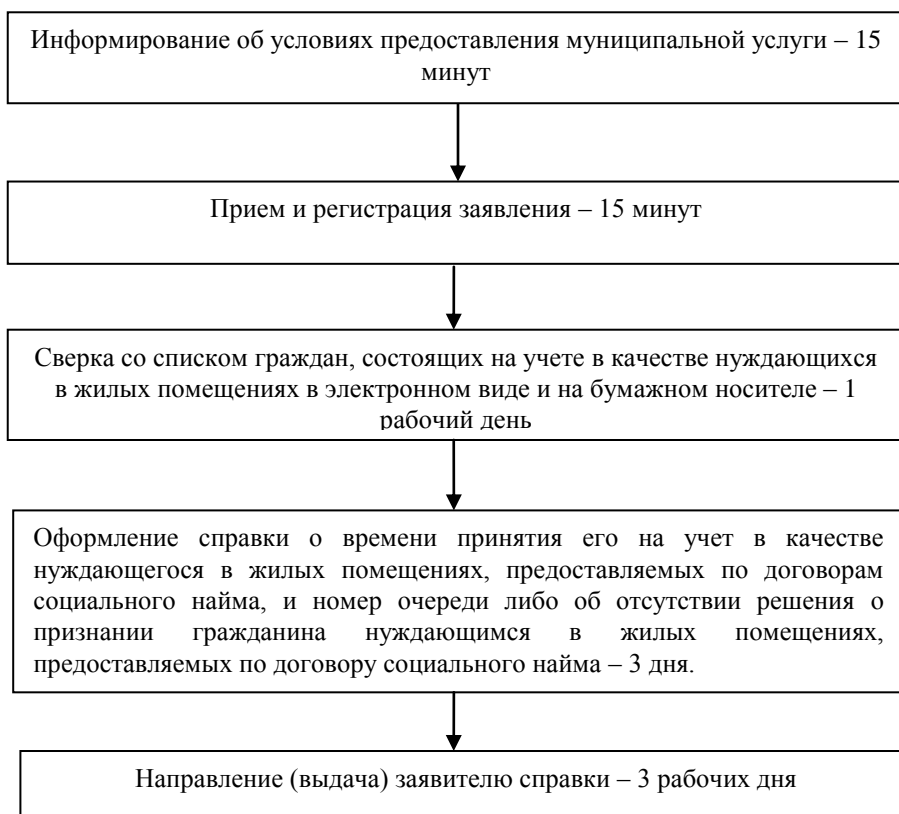 Информирование об условиях предоставления муниципальной услуги – 15
минут
Прием и регистрация заявления – 15 минут
Сверка со списком граждан, состоящих на учете в качестве нуждающихся
в жилых помещениях в электронном виде и на бумажном носителе – 1
рабочий день
Оформление справки о времени принятия его на учет в качестве
нуждающегося в жилых помещениях, предоставляемых по договорам
социального найма, и номер очереди либо об отсутствии решения о
признании гражданина нуждающимся в жилых помещениях,
предоставляемых по договору социального найма – 3 дня.
Направление (выдача) заявителю справки – 3 рабочих дня